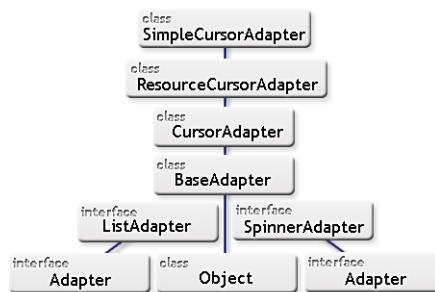 class
SimpleCursorAdapter
class
ResourceCursorAdapter
class
CursorAdapter
class
BaseAdapter
interface
ListAdapter
interface
SpinnerAdapter
interface
Adapter
class
Object
interface
Adapter